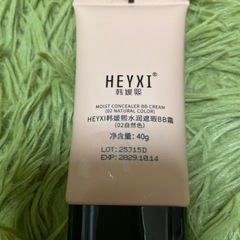 HEYXI
韩媛熙
MOIST CONCEALER BB CREAM
(02 NATURAL COLOR)
HEYXI韩媛熙水润遮瑕BB霜
(02自然色)
净含量: 40g
LOT: 25J15D
EXP: 2029.10.14